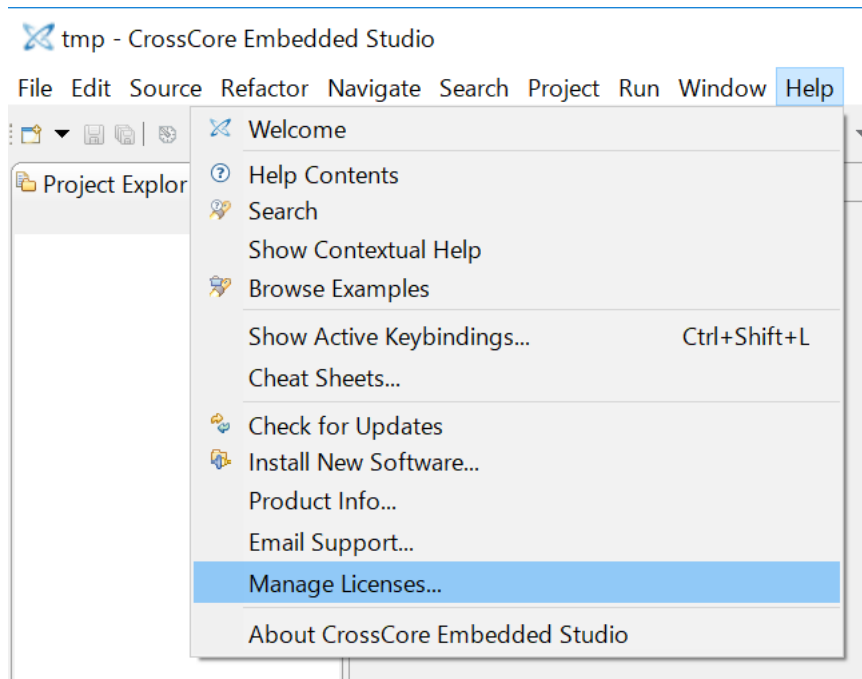 tmp - CrossCore Embedded Studio
File Edit Source Refactor Navigate Search Project Run Window Help
Welcome
Project Explor
Help Contents
Search
Show Contextual Help
Browse Examples
Show Active Keybindings... Ctrl+Shift+L
Cheat Sheets...
Check for Updates
Install New Software...
Product Info...
Email Support...
Manage Licenses...
About CrossCore Embedded Studio